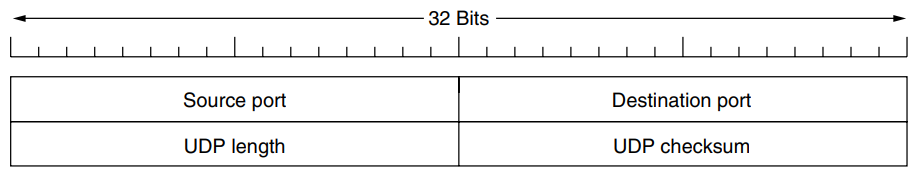 32 Bits
Source port Destination port
UDP length UDP checksum